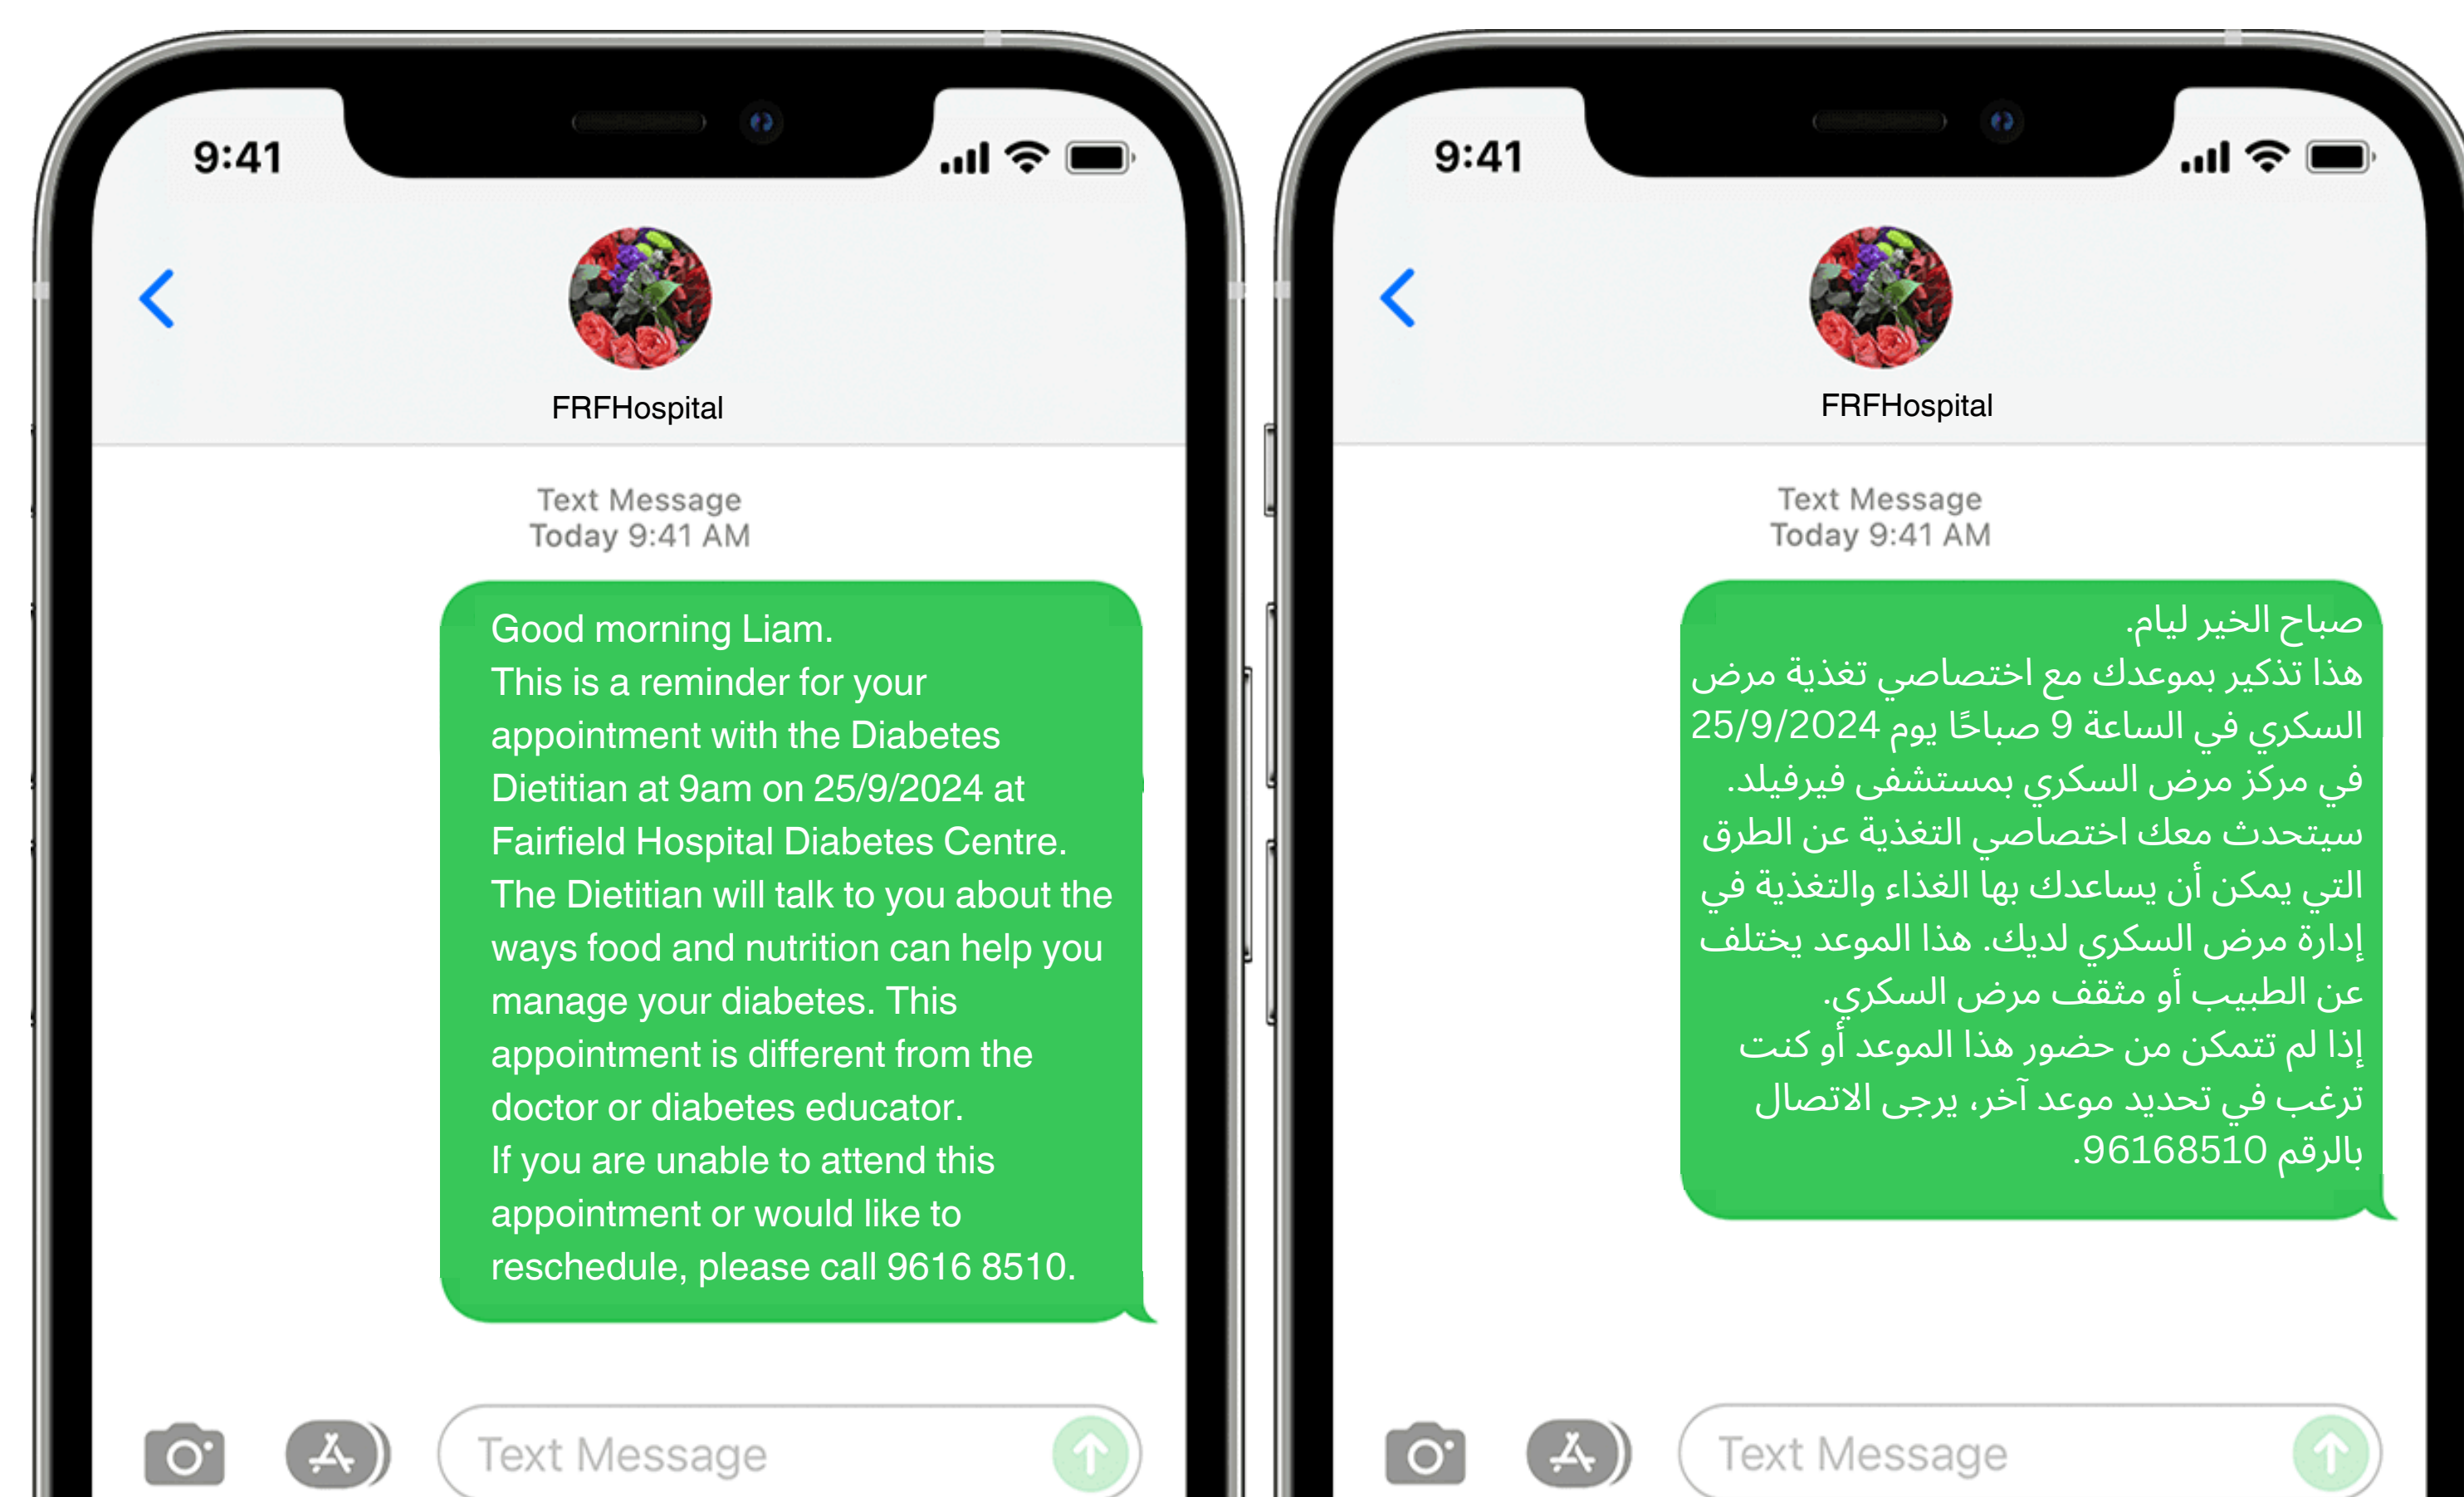 9:41
FRFHospital
Text Message
Today 9:41 AM
Good morning Liam.
This is a reminder for your
appointment with the Diabetes
Dietitian at 9am on 25/9/2024 at
Fairfield Hospital Diabetes Centre.
The Dietitian will talk to you about the
ways food and nutrition can help you
manage your diabetes. This
appointment is different from the
doctor or diabetes educator.
If you are unable to attend this
appointment or would like to
reschedule, please call 9616 8510.
Text Message
9:41
FRFHospital
Text Message
Today 9:41 AM
صباح الخير ليام.
هذا تذكير بموعدك مع اختصاصي تغذية مرض
السكري في الساعة 9 صباحًا يوم 25/9/2024
في مركز مرض السكري بمستشفى فيرفيلد.
سيتحدث معك اختصاصي التغذية عن الطرق
التي يمكن أن يساعدك بها الغذاء والتغذية في
إدارة مرض السكري لديك. هذا الموعد يختلف
عن الطبيب أو مثقف مرض السكري.
إذا لم تتمكن من حضور هذا الموعد أو كنت
ترغب في تحديد موعد آخر، يرجى الاتصال
بالرقم 96168510.
Text Message